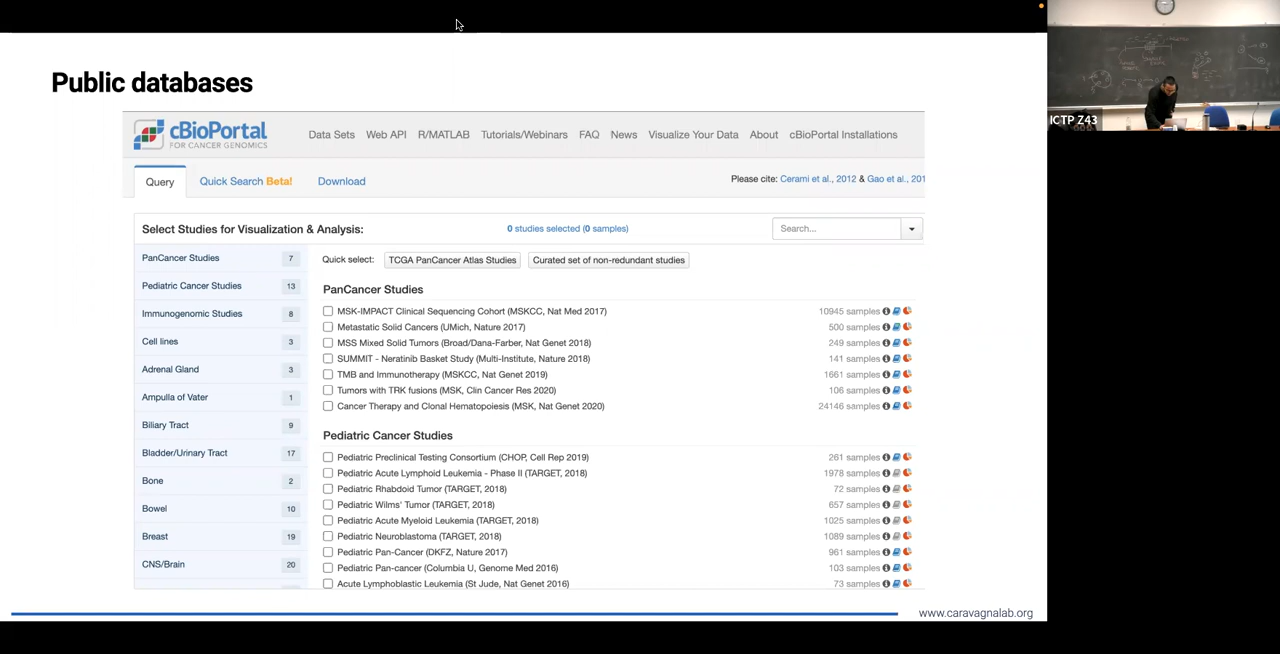 Public databases
cBioPortal
FOR CANCER GENOMICS
Data Sets Web API R/MATLAB Tutorials/Webinars FAQ News Visualize Your Data About cBioPortal Installations
Query Quick Search Beta! Download
Please cite: Cerami et al., 2012 & Gao et al., 201
Select Studies for Visualization & Analysis:
0 studies selected (0 samples)
Search...
PanCancer Studies 7
Pediatric Cancer Studies 13
Immunogenomic Studies 8
Cell lines 3
Adrenal Gland 3
Ampulla of Vater 1
Biliary Tract 9
Bladder/Urinary Tract 17
Bone 2
Bowel 10
Breast 19
CNS/Brain 20
Quick select: TCGA PanCancer Atlas Studies Curated set of non-redundant studies
PanCancer Studies
MSK-IMPACT Clinical Sequencing Cohort (MSKCC, Nat Med 2017) 10945 samples
Metastatic Solid Cancers (UMich, Nature 2017) 500 samples
MSS Mixed Solid Tumors (Broad/Dana-Farber, Nat Genet 2018) 249 samples
SUMMIT - Neratinib Basket Study (Multi-Institute, Nature 2018) 141 samples
TMB and Immunotherapy (MSKCC, Nat Genet 2019) 1661 samples
Tumors with TRK fusions (MSK, Clin Cancer Res 2020) 106 samples
Cancer Therapy and Clonal Hematopoiesis (MSK, Nat Genet 2020) 24146 samples
Pediatric Cancer Studies
Pediatric Preclinical Testing Consortium (CHOP, Cell Rep 2019) 261 samples
Pediatric Acute Lymphoid Leukemia - Phase II (TARGET, 2018) 1978 samples
Pediatric Rhabdoid Tumor (TARGET, 2018) 72 samples
Pediatric Wilms' Tumor (TARGET, 2018) 657 samples
Pediatric Acute Myeloid Leukemia (TARGET, 2018) 1025 samples
Pediatric Neuroblastoma (TARGET, 2018) 1089 samples
Pediatric Pan-Cancer (DKFZ, Nature 2017) 961 samples
Pediatric Pan-cancer (Columbia U, Genome Med 2016) 103 samples
Acute Lymphoblastic Leukemia (St Jude, Nat Genet 2016) 73 samples
www.caravagnalab.org
ICTP Z43